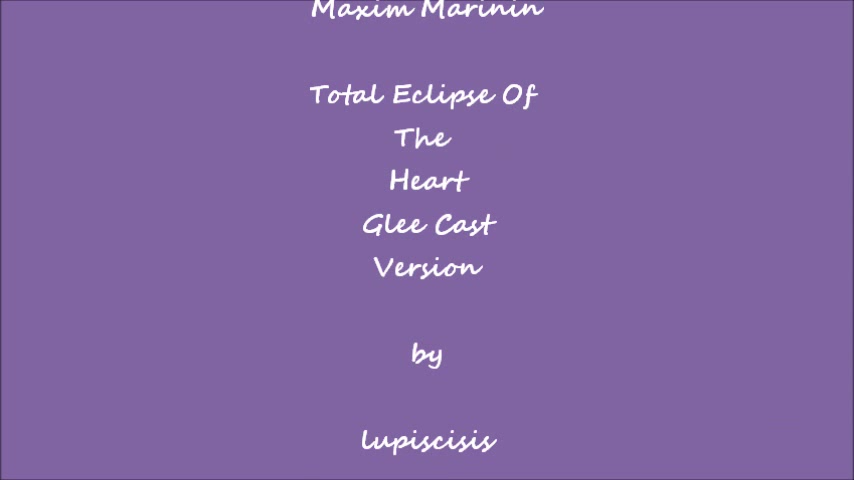 Maxim Marinin
Total Eclipse Of
The
Heart
Glee Cast
Version
by
lupiscisis